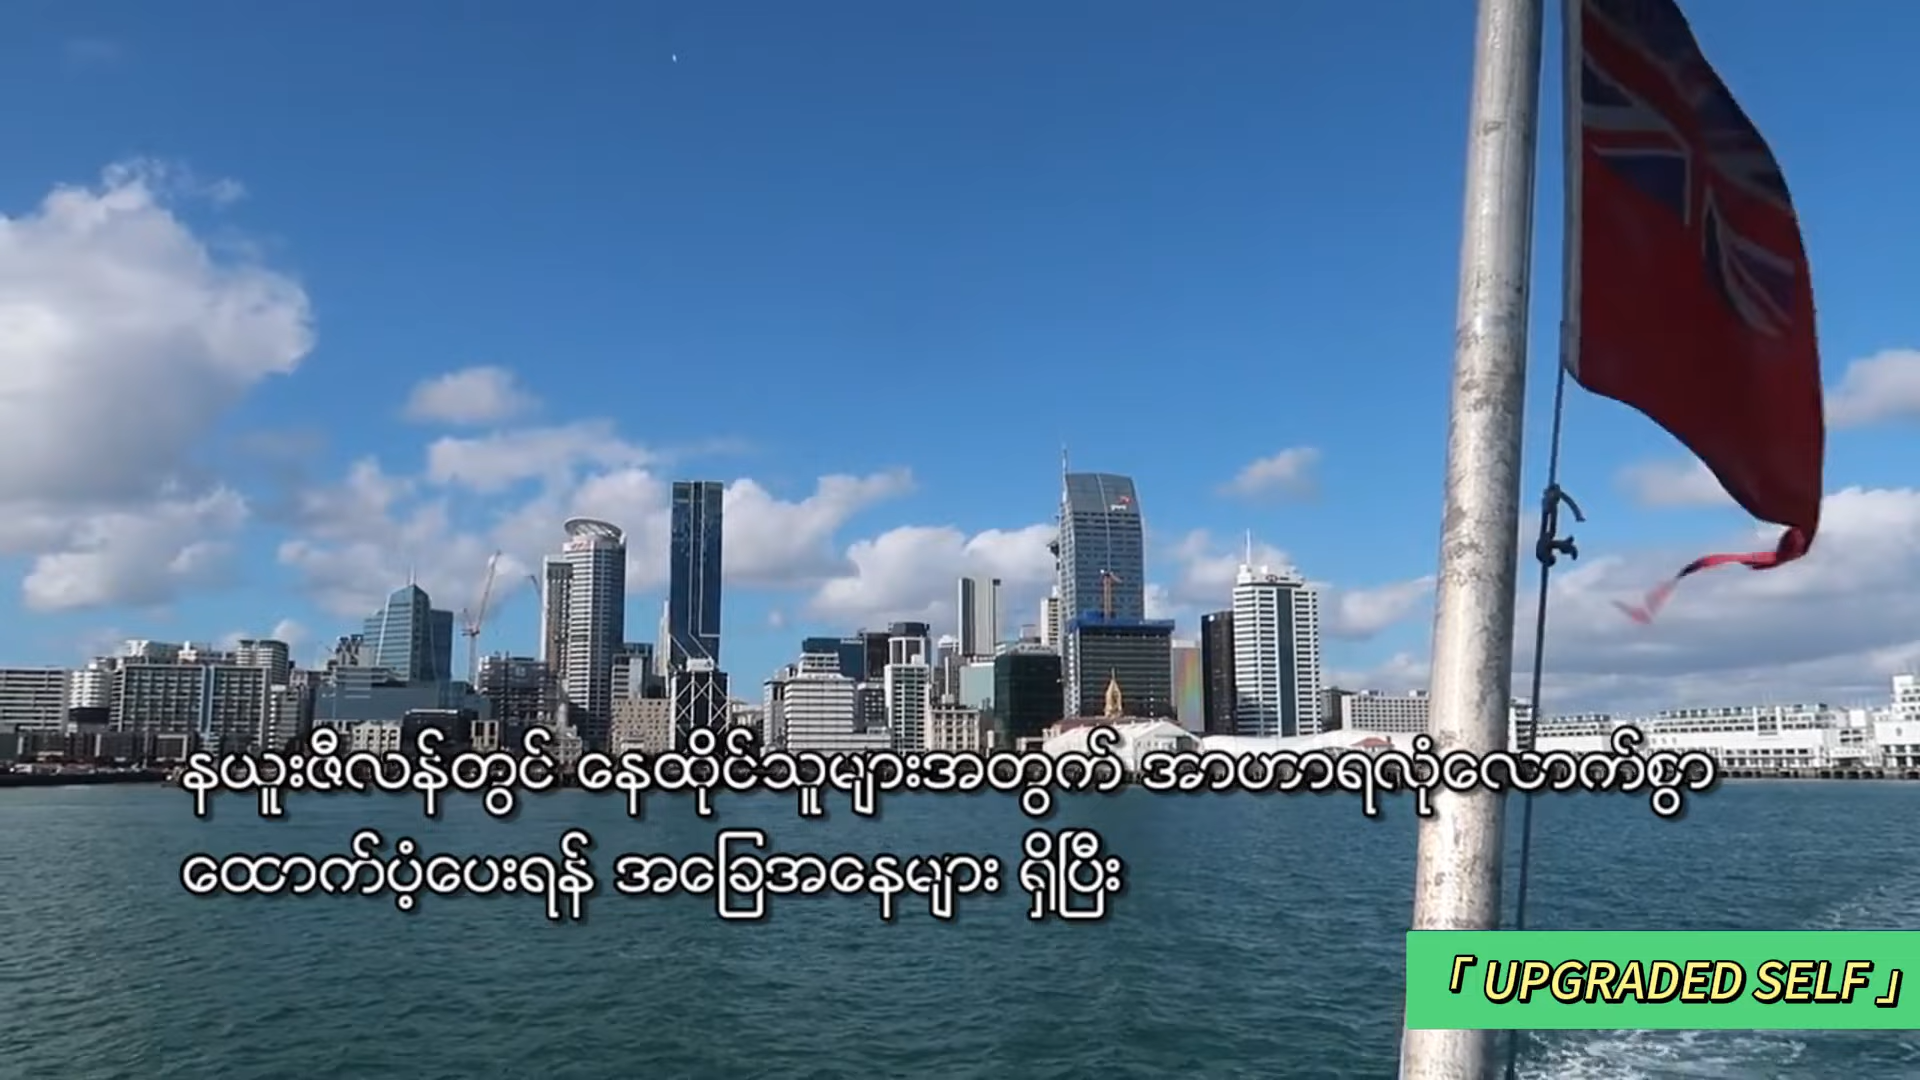 နယူးဇီလန်တွင် နေထိုင်သူများအတွက် အာဟာရလုံလောက်စွာ
ထောက်ပံ့ပေးရန် အခြေအနေများ ရှိပြီး
「 UPGRADED SELF 」
pwc